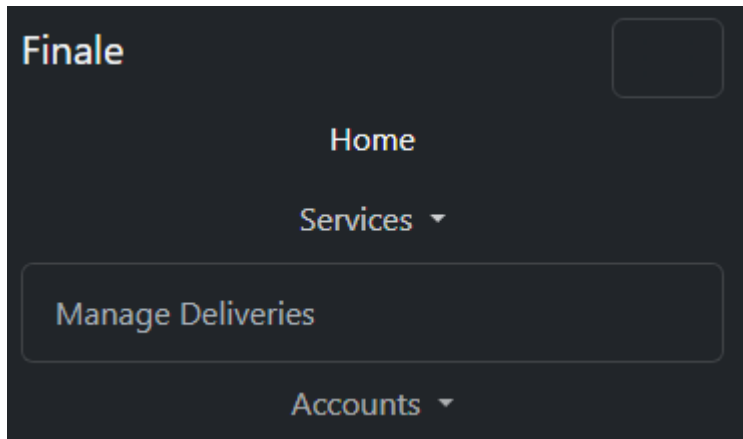 Finale
Home
Services
Manage Deliveries
Accounts